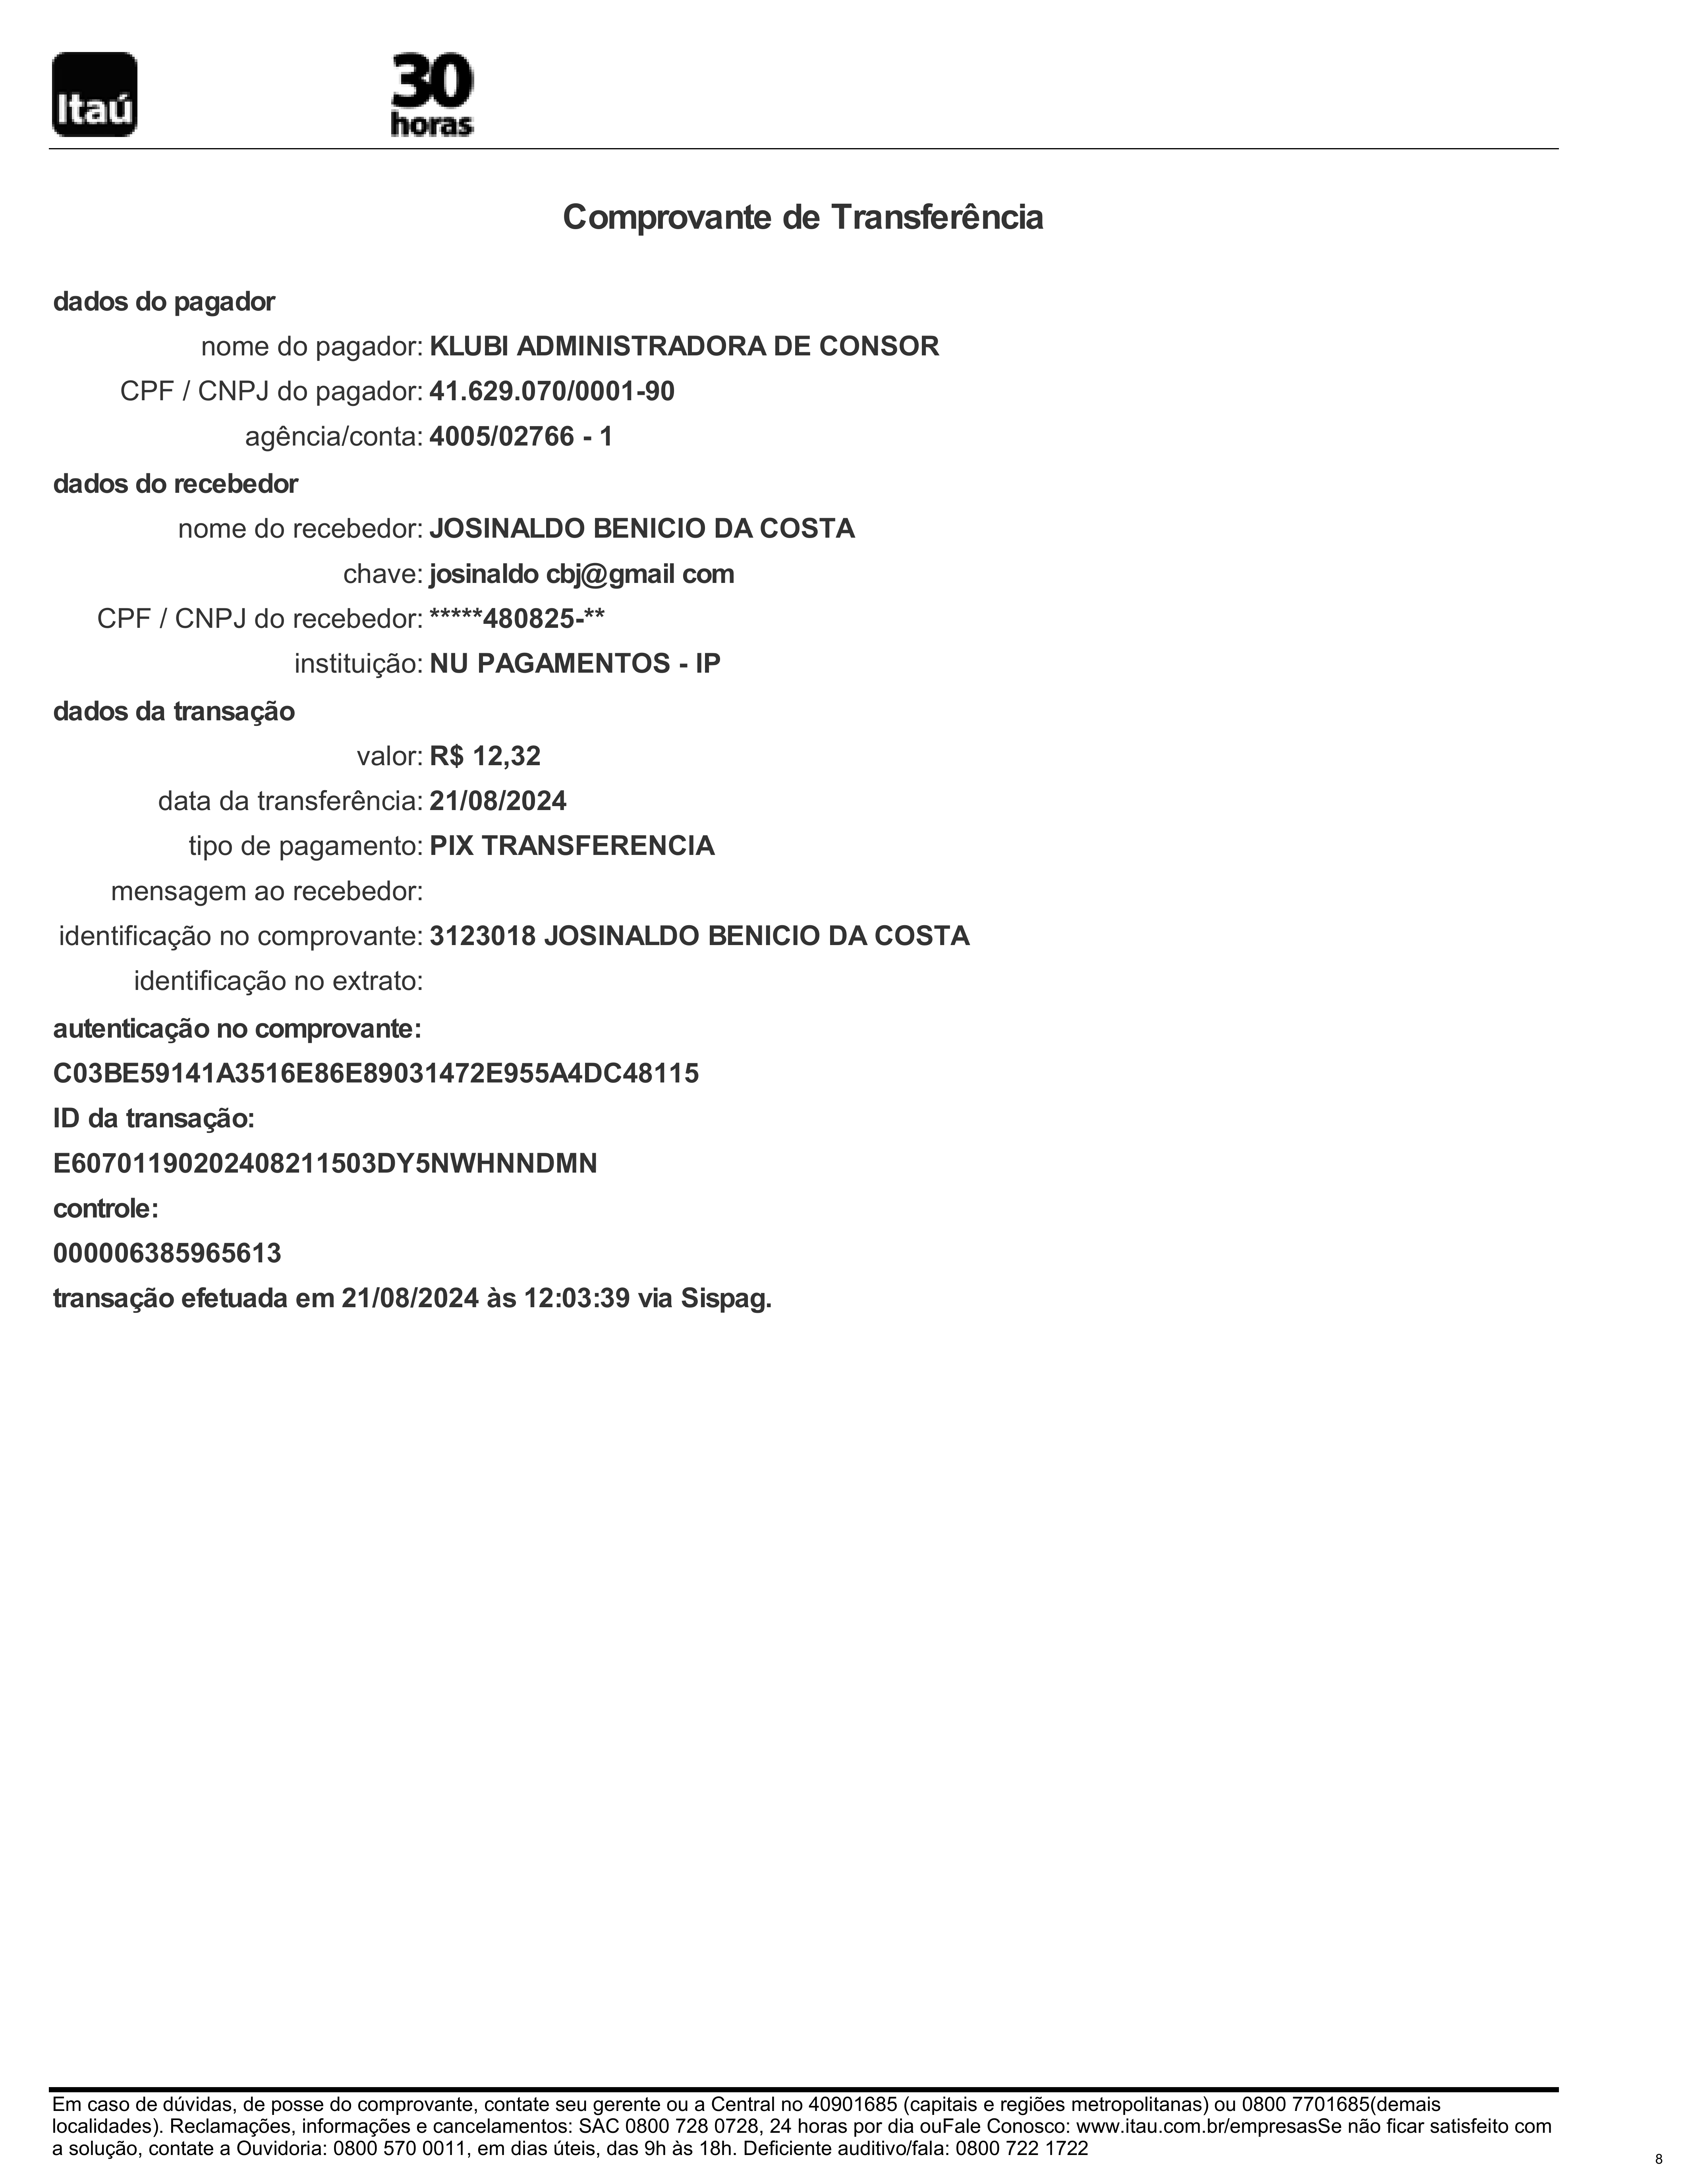 Itaú
30
horas
Comprovante de Transferência
dados do pagador
nome do pagador: KLUBI ADMINISTRADORA DE CONSOR
CPF / CNPJ do pagador: 41.629.070/0001-90
agência/conta: 4005/02766 - 1
dados do recebedor
nome do recebedor: JOSINALDO BENICIO DA COSTA
chave: josinaldo cbj@gmail com
CPF / CNPJ do recebedor: *****480825-**
instituição: NU PAGAMENTOS - IP
dados da transação
valor: R$ 12,32
data da transferência: 21/08/2024
tipo de pagamento: PIX TRANSFERENCIA
mensagem ao recebedor:
identificação no comprovante: 3123018 JOSINALDO BENICIO DA COSTA
identificação no extrato:
autenticação no comprovante:
C03BE59141A3516E86E89031472E955A4DC48115
ID da transação:
E60701190202408211503DY5NWHNNDMN
controle:
000006385965613
transação efetuada em 21/08/2024 às 12:03:39 via Sispag.
Em caso de dúvidas, de posse do comprovante, contate seu gerente ou a Central no 40901685 (capitais e regiões metropolitanas) ou 0800 7701685(demais
localidades). Reclamações, informações e cancelamentos: SAC 0800 728 0728, 24 horas por dia ouFale Conosco: www.itau.com.br/empresasSe não ficar satisfeito com
a solução, contate a Ouvidoria: 0800 570 0011, em dias úteis, das 9h às 18h. Deficiente auditivo/fala: 0800 722 1722
8